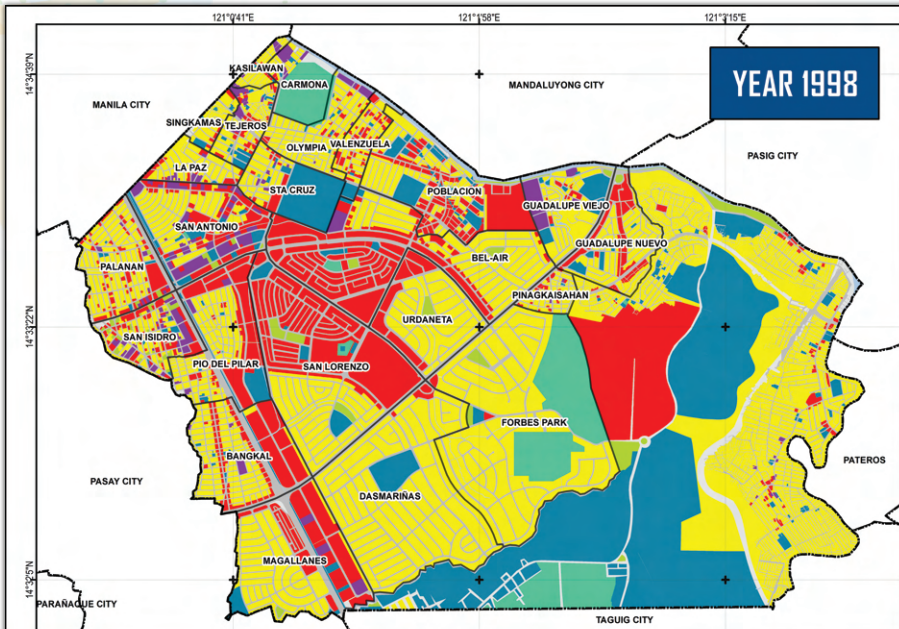 121°0'41"E
121°1'58"E
121°3'15"E
14°34'39"N
14°33'22"N
14°32'5"N
YEAR 1998
MANILA CITY
MANDALUYONG CITY
PASIG CITY
KASILAWAN
CARMONA
SINGKAMAS
TEJEROS
OLYMPIA
VALENZUELA
LA PAZ
STA CRUZ
POBLACION
SAN ANTONIO
GUADALUPE VIEJO
GUADALUPE NUEVO
PALANAN
BEL-AIR
PINAGKAISAHAN
URDANETA
SAN ISIDRO
PIO DEL PILAR
SAN LORENZO
FORBES PARK
BANGKAL
PATEROS
PASAY CITY
DASMARIÑAS
MAGALLANES
PARAÑAQUE CITY
TAGUIG CITY